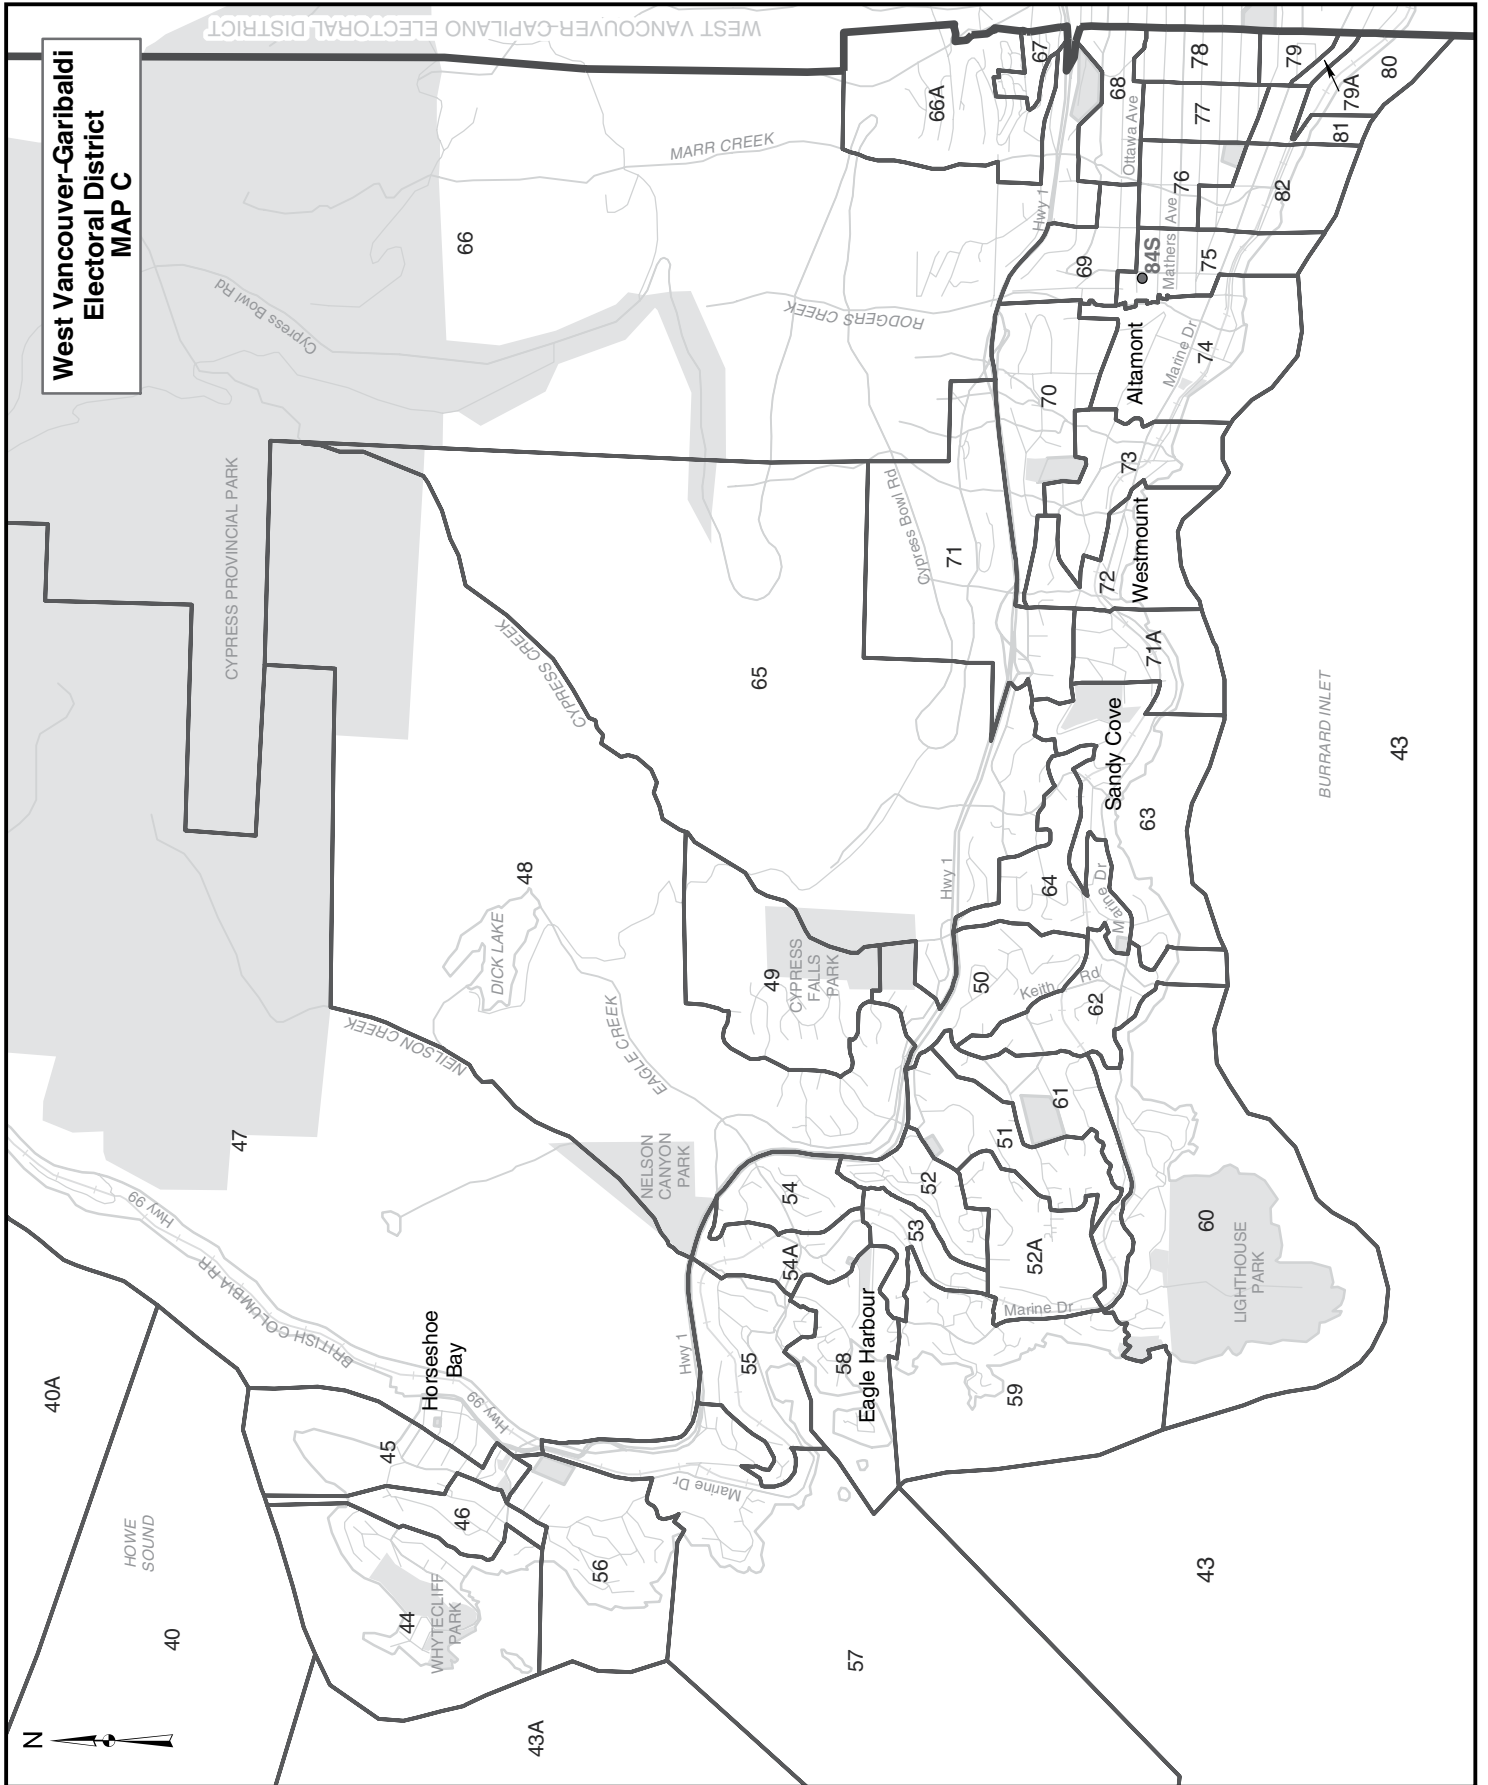 West Vancouver–Garibaldi
Electoral District
MAP C
WEST VANCOUVER-CAPILANO ELECTORAL DISTRICT
N
40A
HOWE
SOUND
40
43A
44
WHYTECLIFF
PARK
45
46
Horseshoe
Bay
Hwy 99
BRITISH COLUMBIA RR
Hwy 99
47
CYPRESS PROVINCIAL PARK
Cypress Bowl Rd
66
MARR CREEK
RODGERS CREEK
66A
67
68
Hwy 1
Ottawa Ave
78
79
79A
80
77
81
76
Mathers Ave
82
84S
75
69
74
Marine Dr
Altamont
70
73
72
Westmount
71A
71
Cypress Bowl Rd
65
CYPRESS CREEK
48
DICK LAKE
NEILSON CREEK
EAGLE CREEK
NELSON
CANYON
PARK
49
CYPRESS
FALLS
PARK
Hwy 1
64
Sandy Cove
63
Marine Dr
50
Keith Rd
62
61
51
52
52A
53
54
54A
55
Hwy 1
Marine Dr
56
57
58
Eagle Harbour
59
Marine Dr
60
LIGHTHOUSE
PARK
BURRARD INLET
43
43